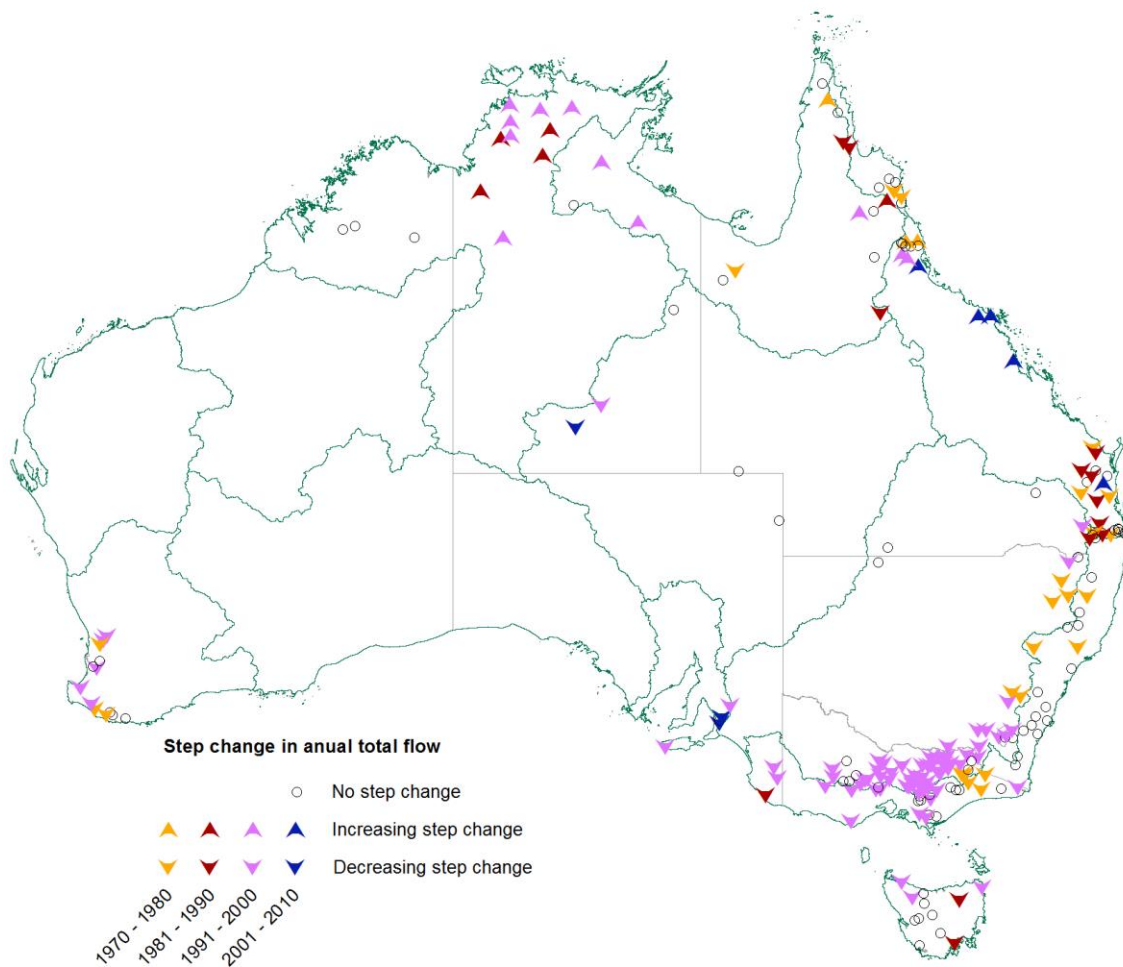 Step change in anual total flow
No step change
Increasing step change
Decreasing step change
1970 - 1980
1981 - 1990
1991 - 2000
2001 - 2010